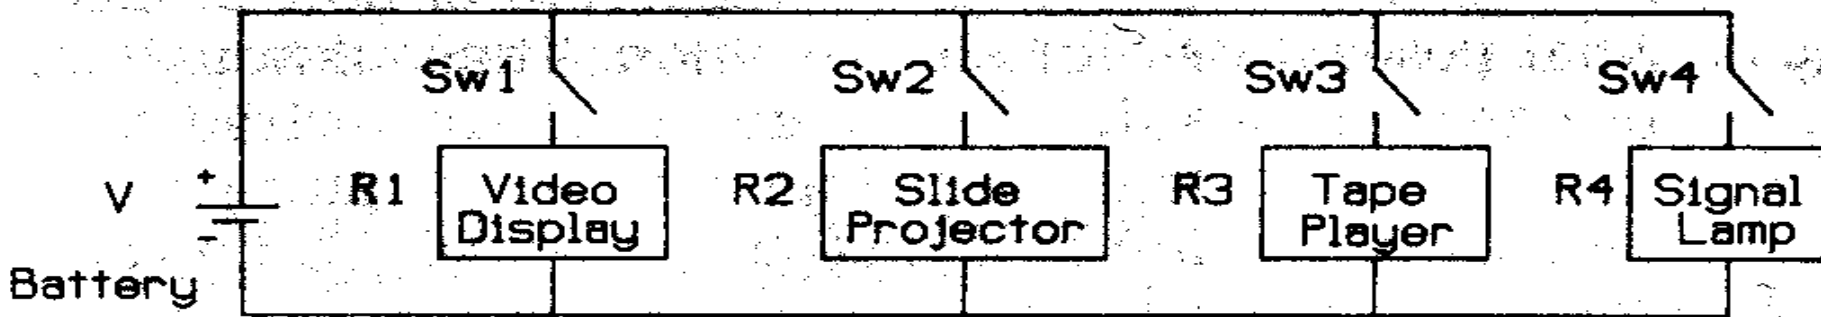 Sw1
Sw2
Sw3
Sw4
V
+
-
Battery
R1
Video
Display
R2
Slide
Projector
R3
Tape
Player
R4
Signal
Lamp